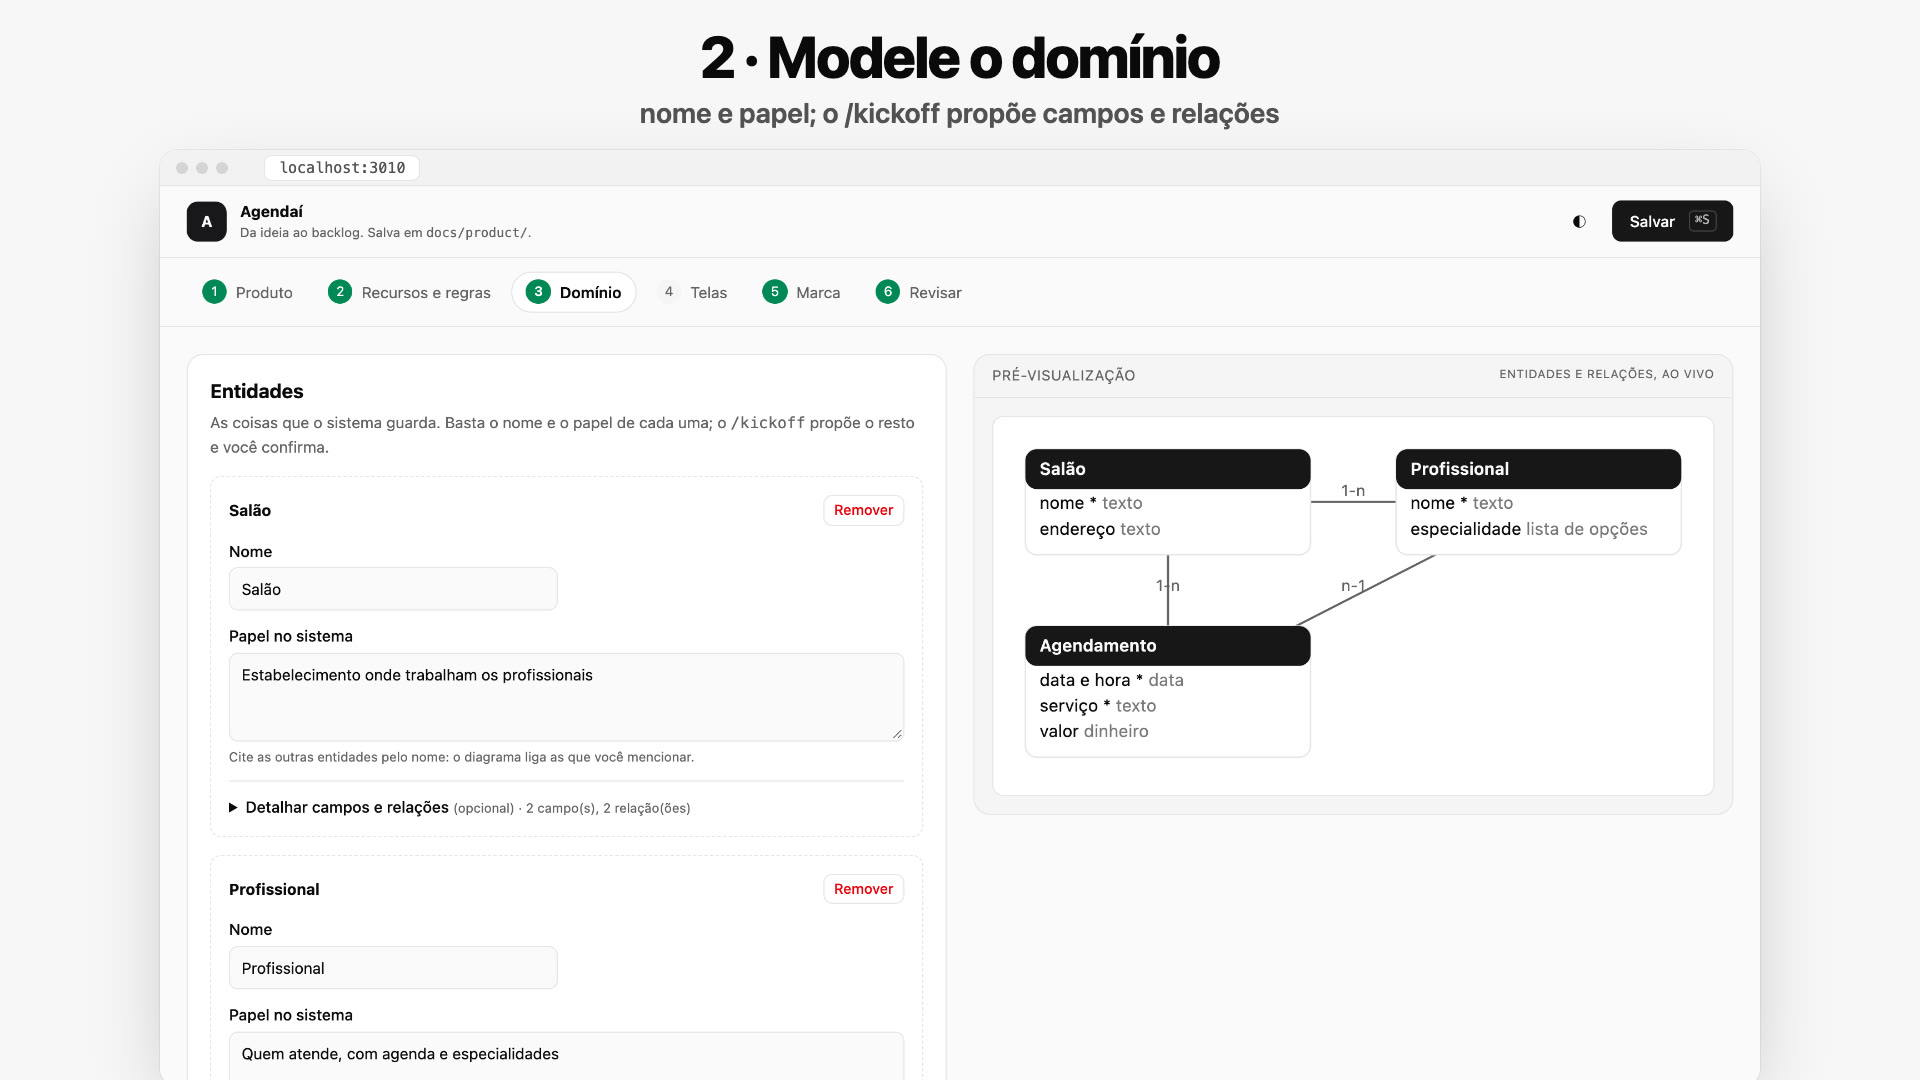 2 · Modele o domínio
nome e papel; o /kickoff propõe campos e relações
localhost:3010
A
Agendaí
Da ideia ao backlog. Salva em docs/product/.
Salvar ⌘S
1 Produto
2 Recursos e regras
3 Domínio
4 Telas
5 Marca
6 Revisar
Entidades
As coisas que o sistema guarda. Basta o nome e o papel de cada uma; o /kickoff propõe o resto
e você confirma.
Salão
Remover
Nome
Salão
Papel no sistema
Estabelecimento onde trabalham os profissionais
Cite as outras entidades pelo nome: o diagrama liga as que você mencionar.
Detalhar campos e relações (opcional) · 2 campo(s), 2 relação(ões)
Profissional
Remover
Nome
Profissional
Papel no sistema
Quem atende, com agenda e especialidades
PRÉ-VISUALIZAÇÃO
ENTIDADES E RELAÇÕES, AO VIVO
Salão
nome * texto
endereço texto
1-n
Profissional
nome * texto
especialidade lista de opções
1-n
n-1
Agendamento
data e hora * data
serviço * texto
valor dinheiro